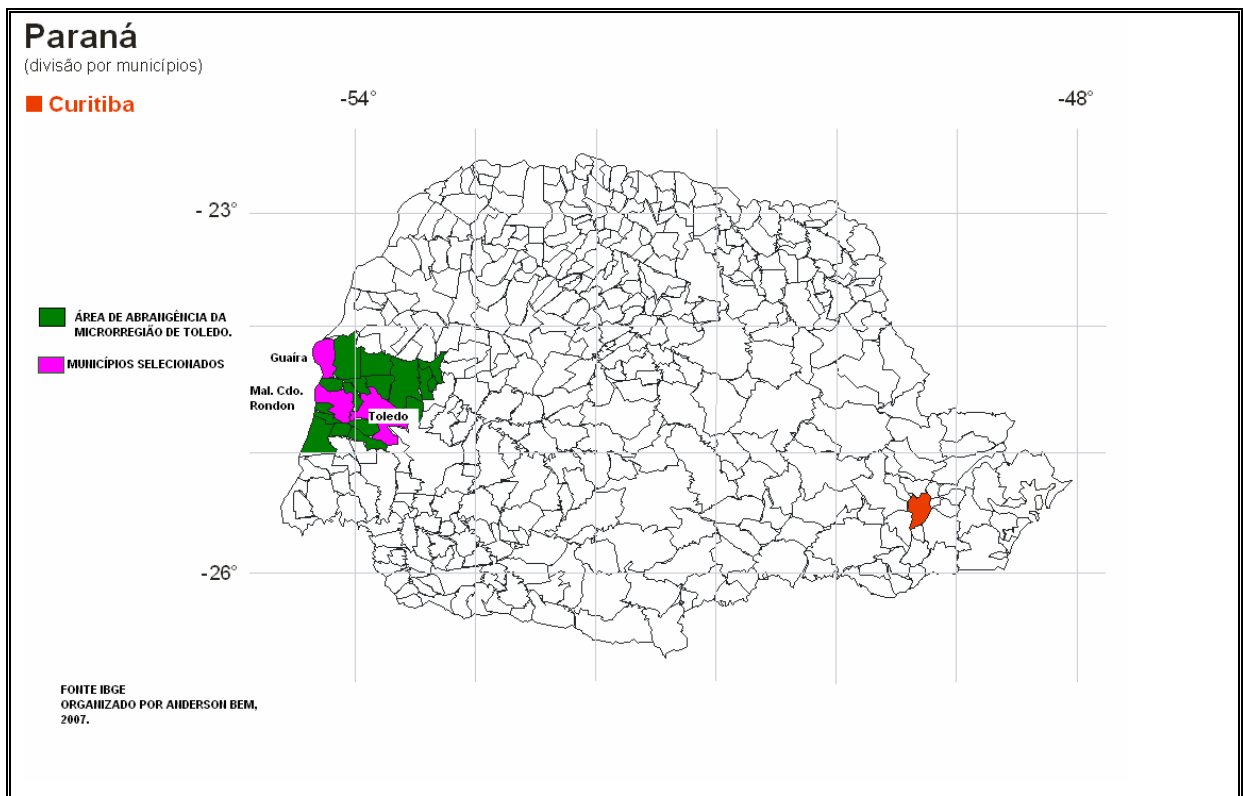 Paraná
(divisão por municípios)
Curitiba
-54°
-48°
- 23°
ÁREA DE ABRANGÊNCIA DA
MICRORREGIÃO DE TOLEDO.
MUNICÍPIOS SELECIONADOS
Guaíra
Mal. Cdo.
Rondon
Toledo
-26°
FONTE IBGE
ORGANIZADO POR ANDERSON BEM,
2007.